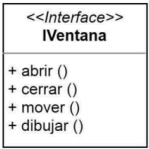 <<Interface>>
IVentana
+ abrir ()
+ cerrar ()
+ mover ()
+ dibujar ()